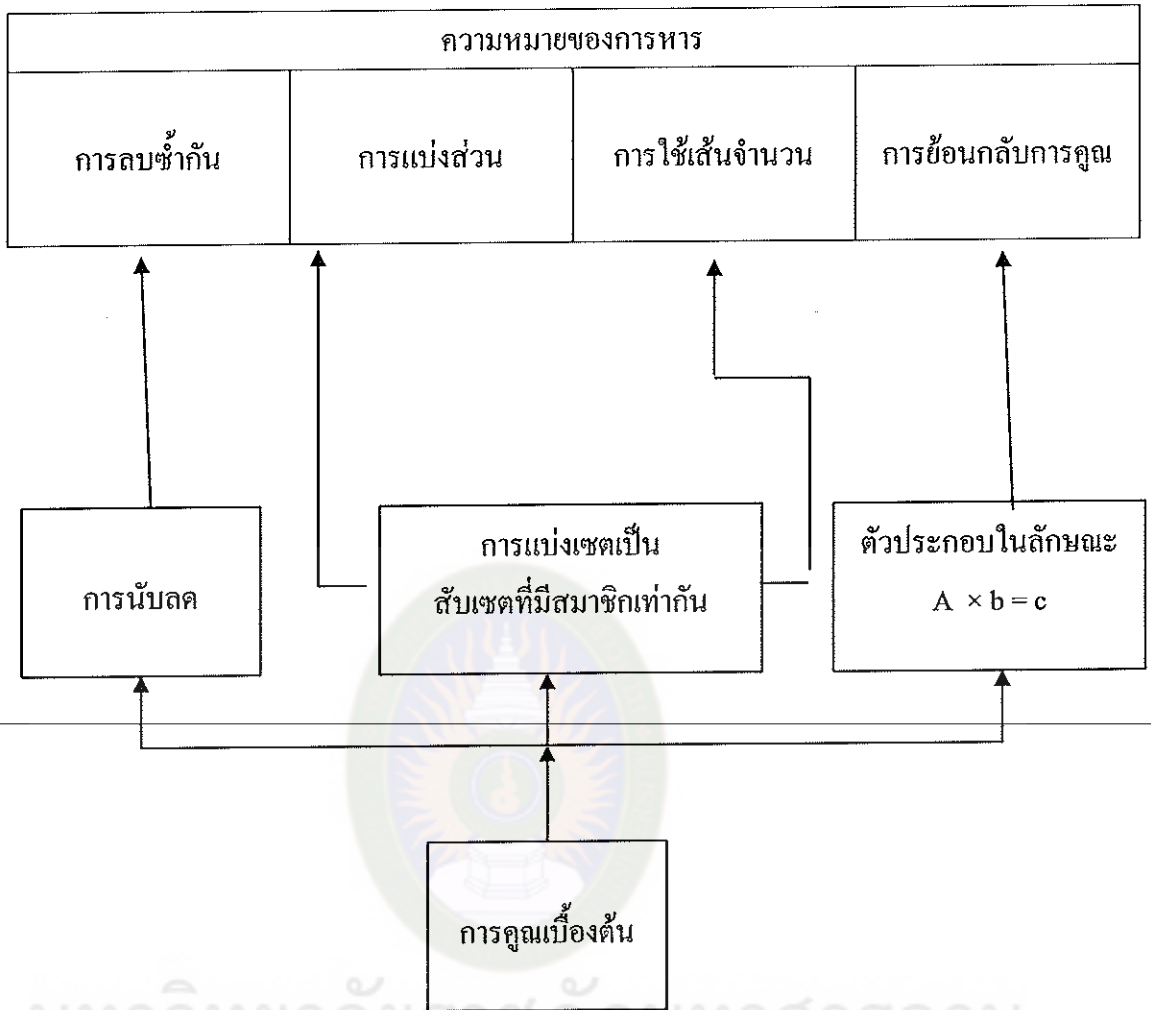 ความหมายของการหาร
การลบซ้ำกัน
การแบ่งส่วน
การใช้เส้นจำนวน
การย้อนกลับการคูณ
การนับลด
การแบ่งเซตเป็น
สับเซตที่มีสมาชิกเท่ากัน
ตัวประกอบในลักษณะ
A × b = c
การคูณเบื้องต้น